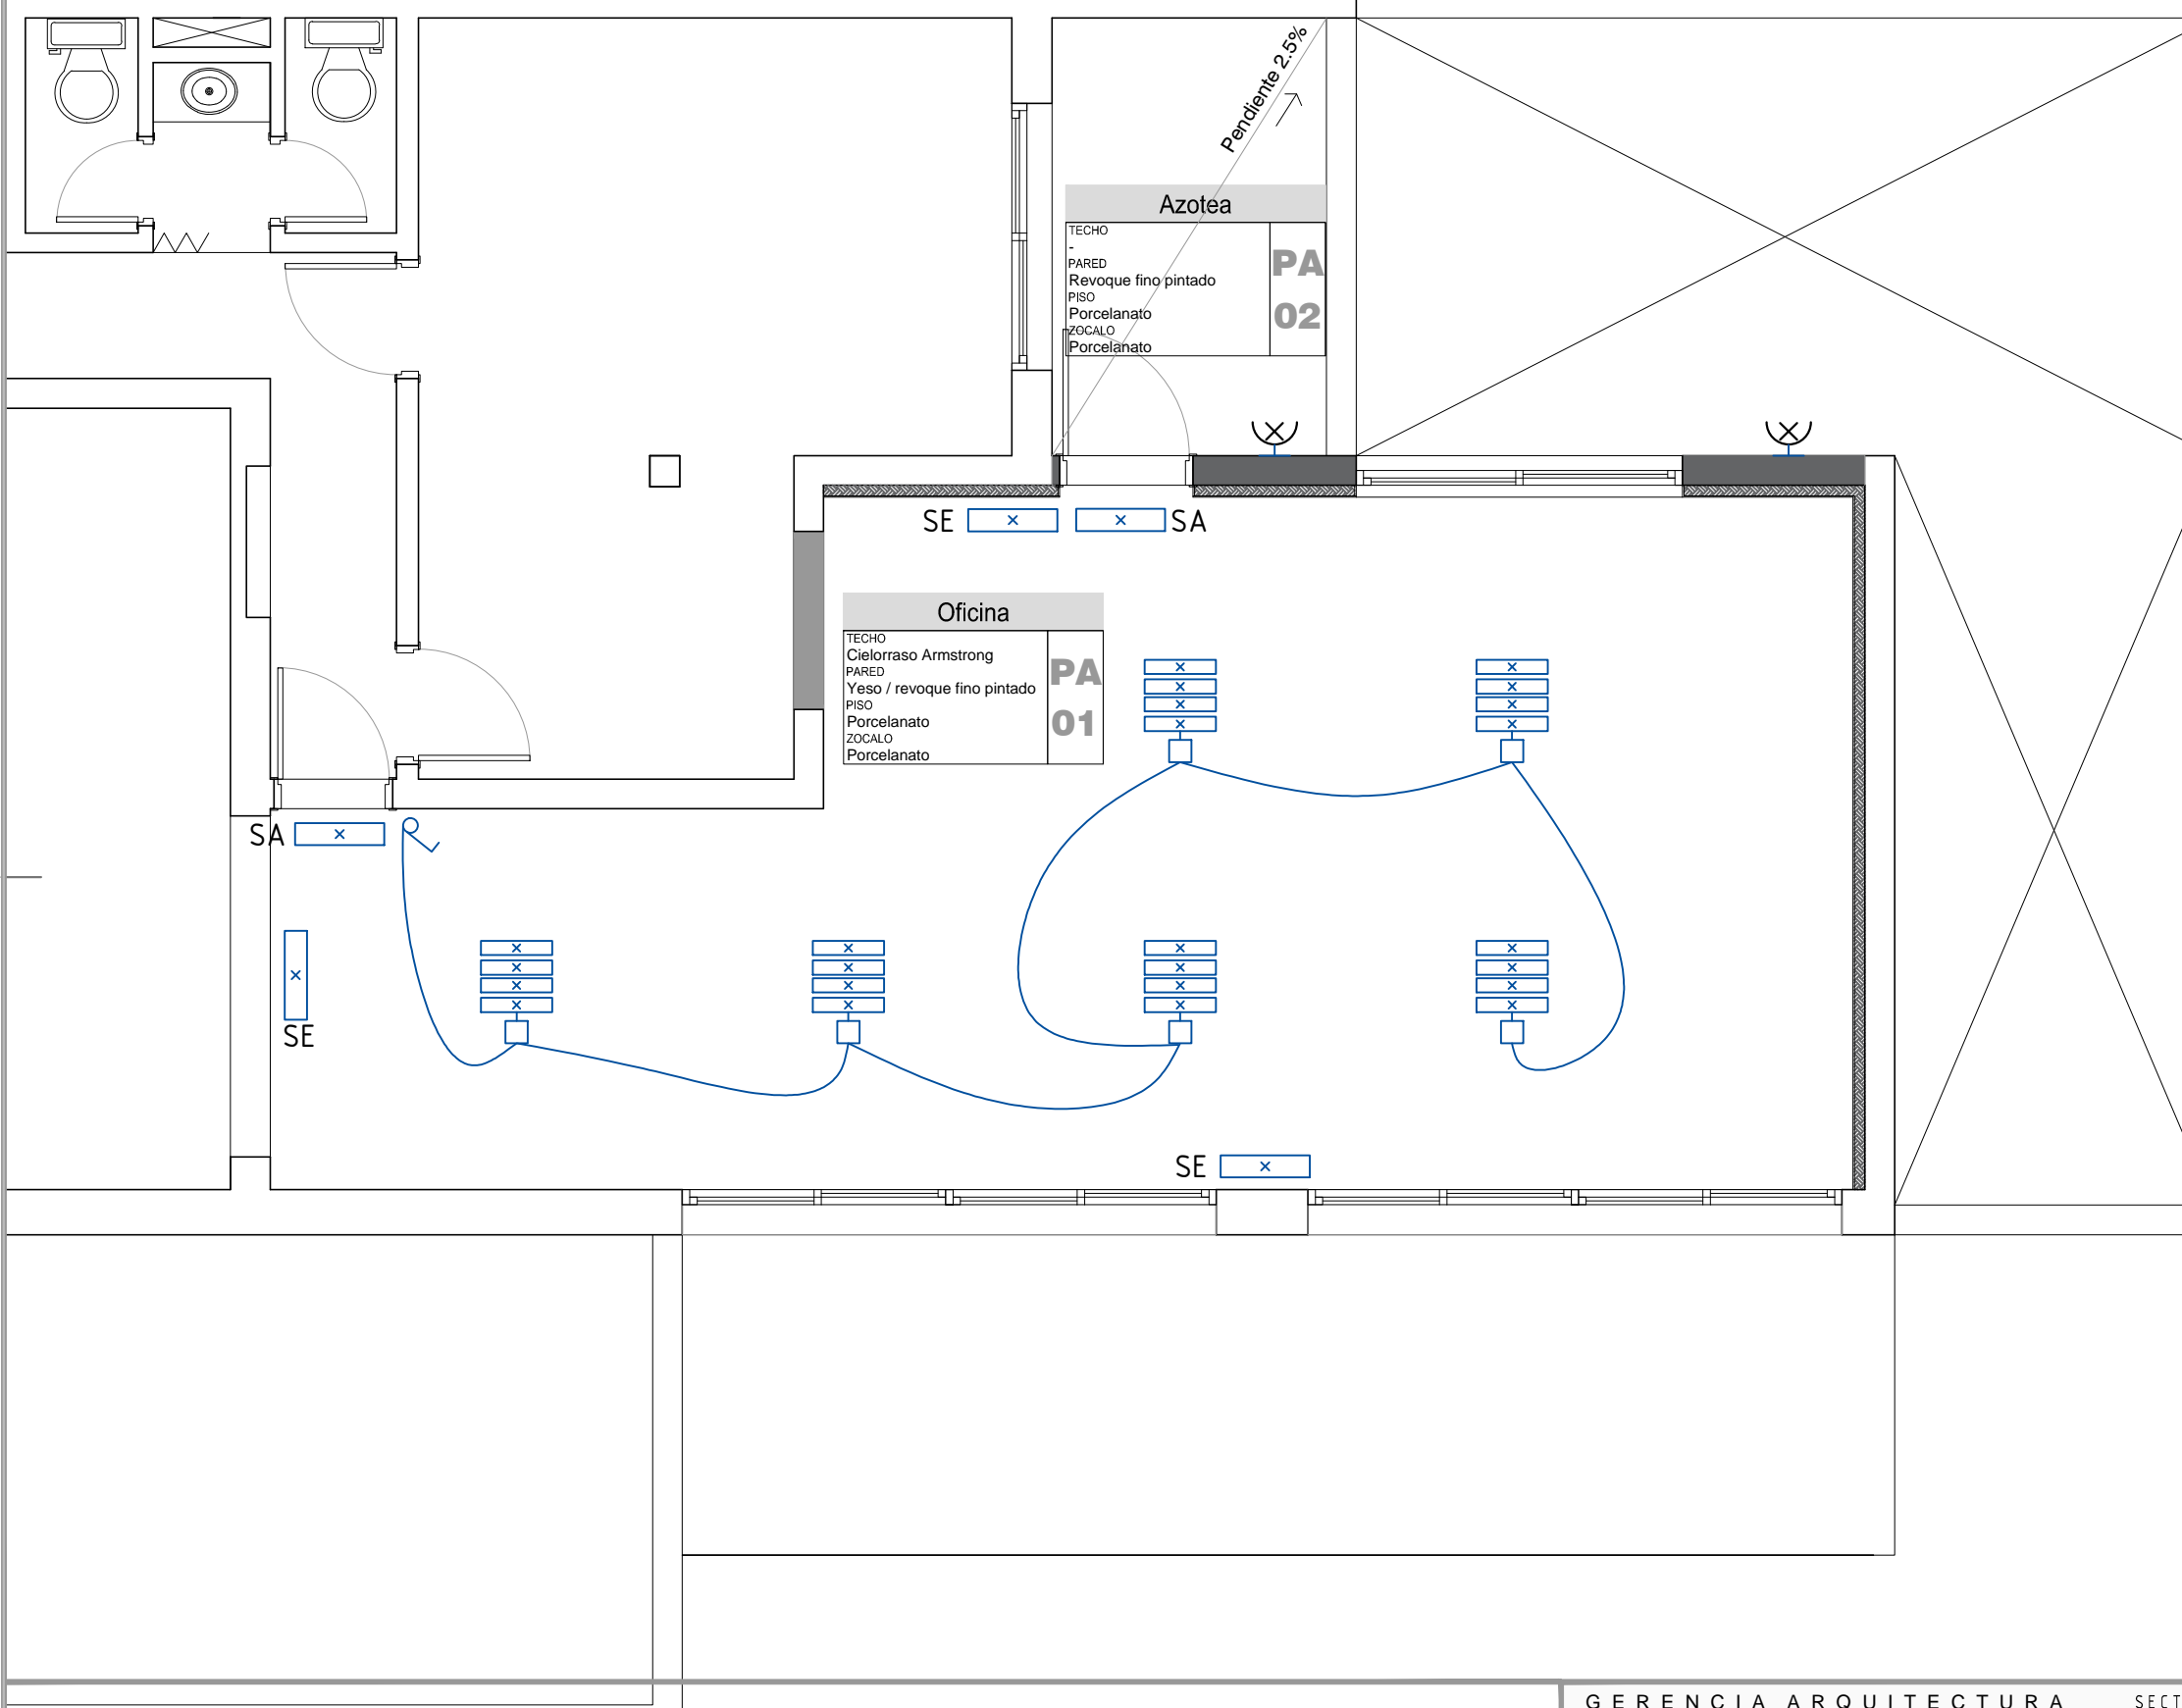 Pendiente 2.5%
Azotea
TECHO
-
PARED
Revoque fino pintado
PISO
Porcelanato
ZOCALO
Porcelanato
PA
02
SE
SA
Oficina
TECHO
Cielorraso Armstrong
PARED
Yeso / revoque fino pintado
PISO
Porcelanato
ZOCALO
Porcelanato
PA
01
SA
SE
SE
GERENCIA ARQUITECTURA
SECT